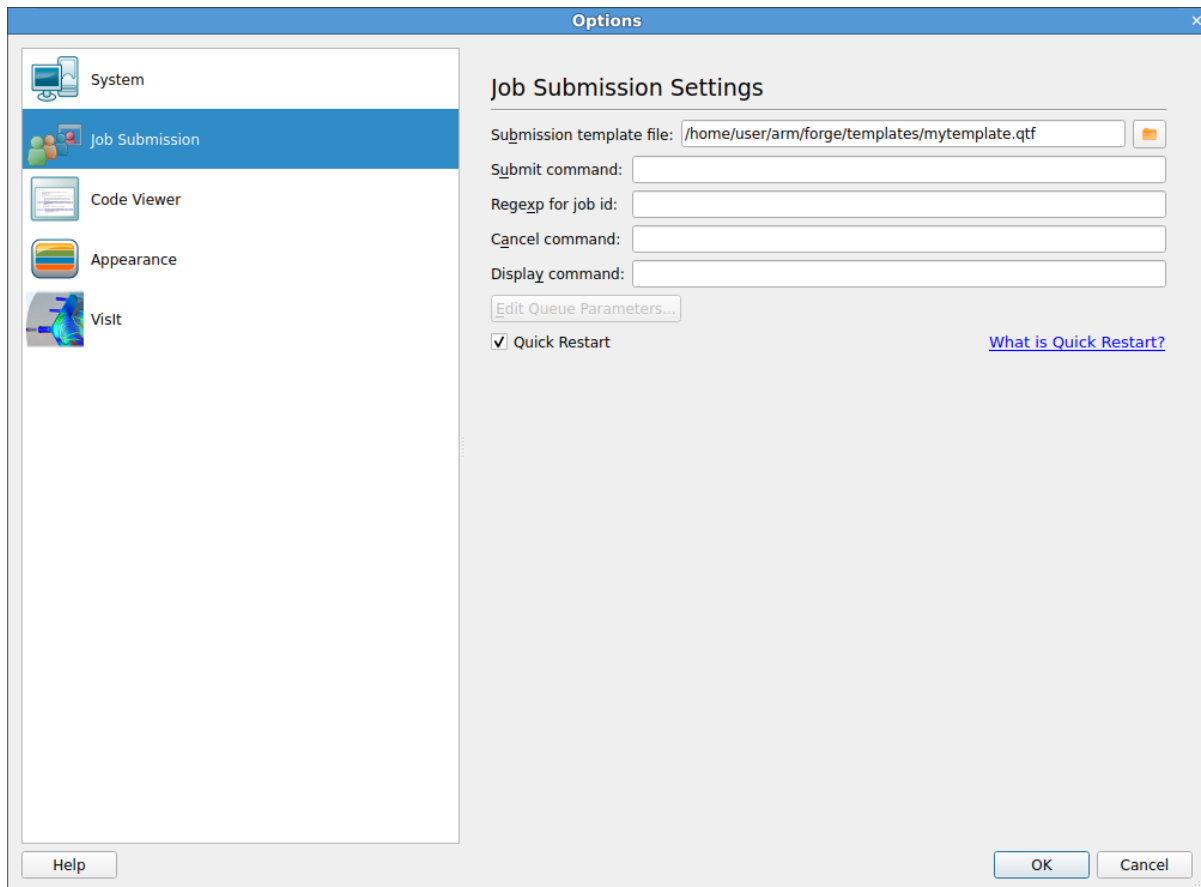 Options
System
Job Submission
Code Viewer
Appearance
VisIt
Job Submission Settings
Submission template file: /home/user/arm/forge/templates/mytemplate.qtf
Submit command:
Regexp for job id:
Cancel command:
Display command:
Edit Queue Parameters...
Quick Restart What is Quick Restart?
Help OK Cancel